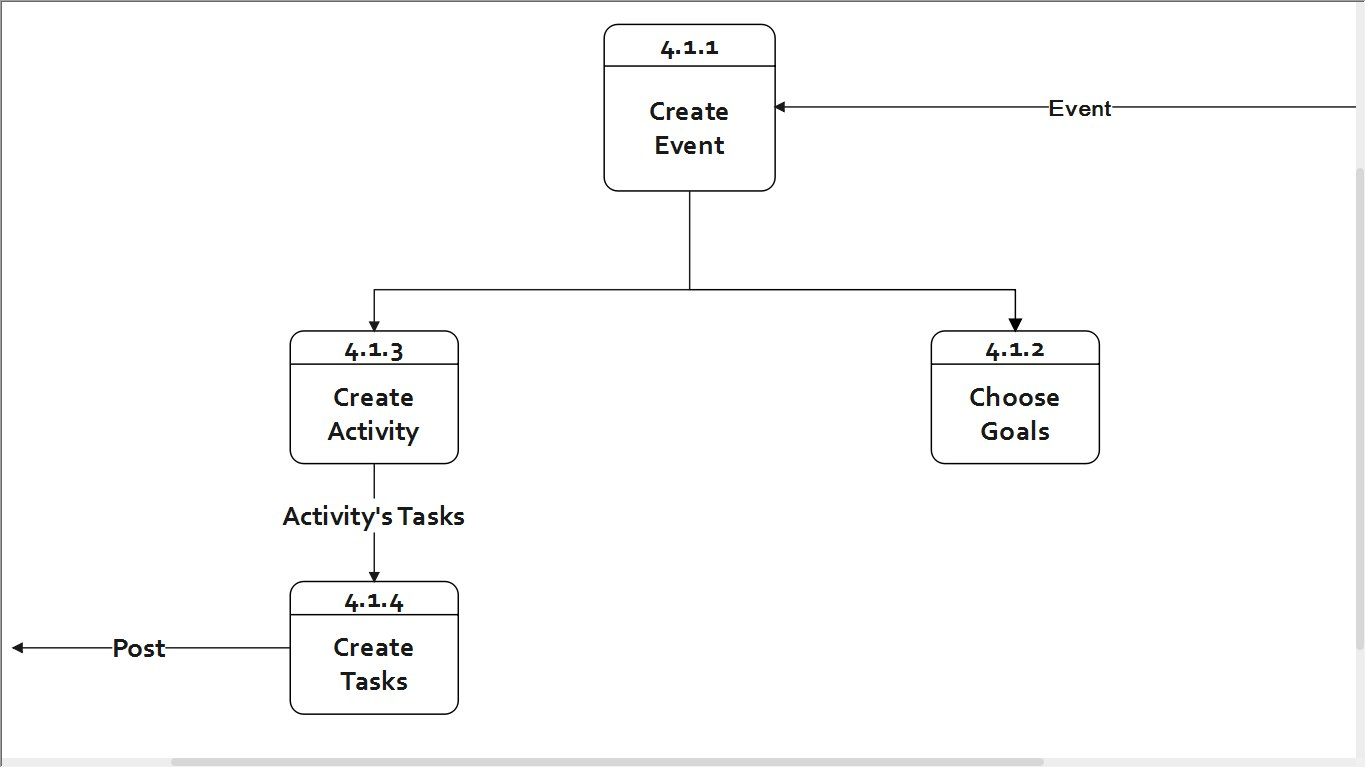 4.1.1
Create
Event
Event
4.1.3
Create
Activity
4.1.2
Choose
Goals
Activity's Tasks
4.1.4
Create
Tasks
Post